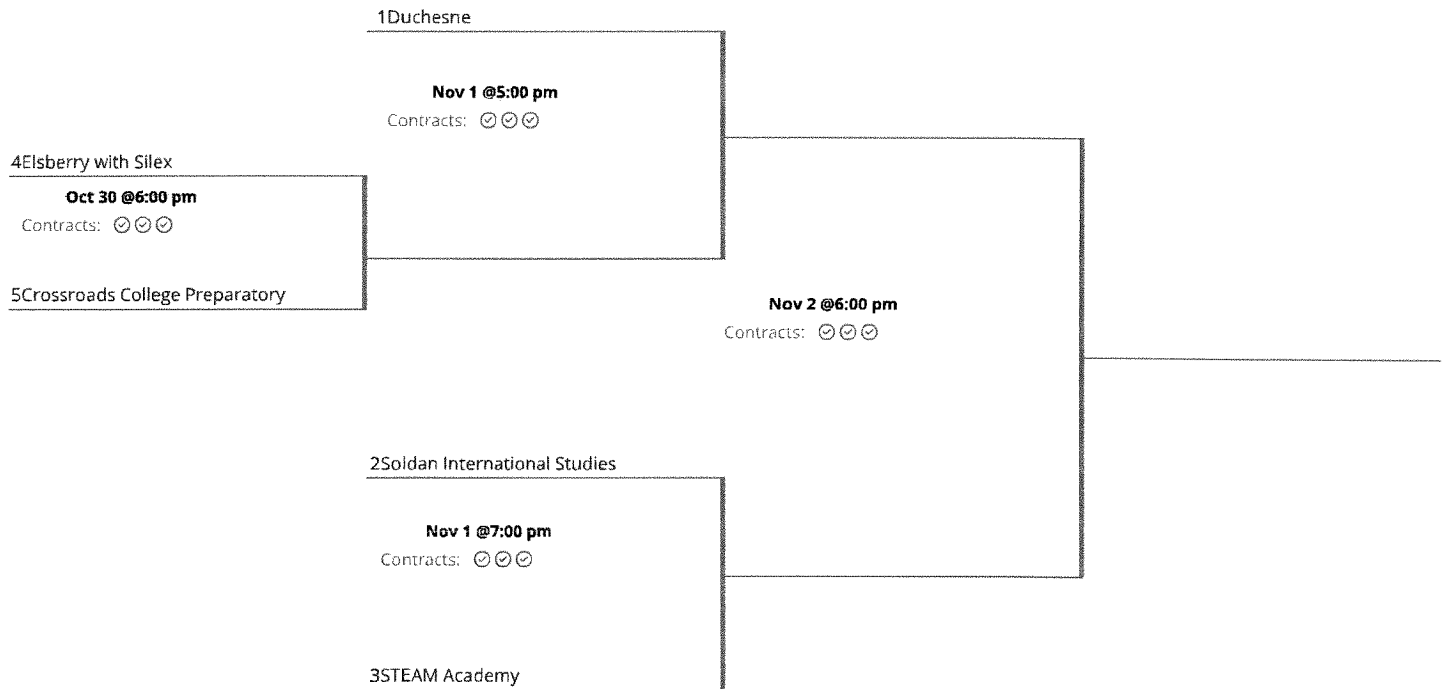 1Duchesne
Nov 1 @5:00 pm
Contracts:
4Elsberry with Silex
Oct 30 @6:00 pm
Contracts:
5Crossroads College Preparatory
Nov 2 @6:00 pm
Contracts:
2Soldan International Studies
Nov 1 @7:00 pm
Contracts:
3STEAM Academy